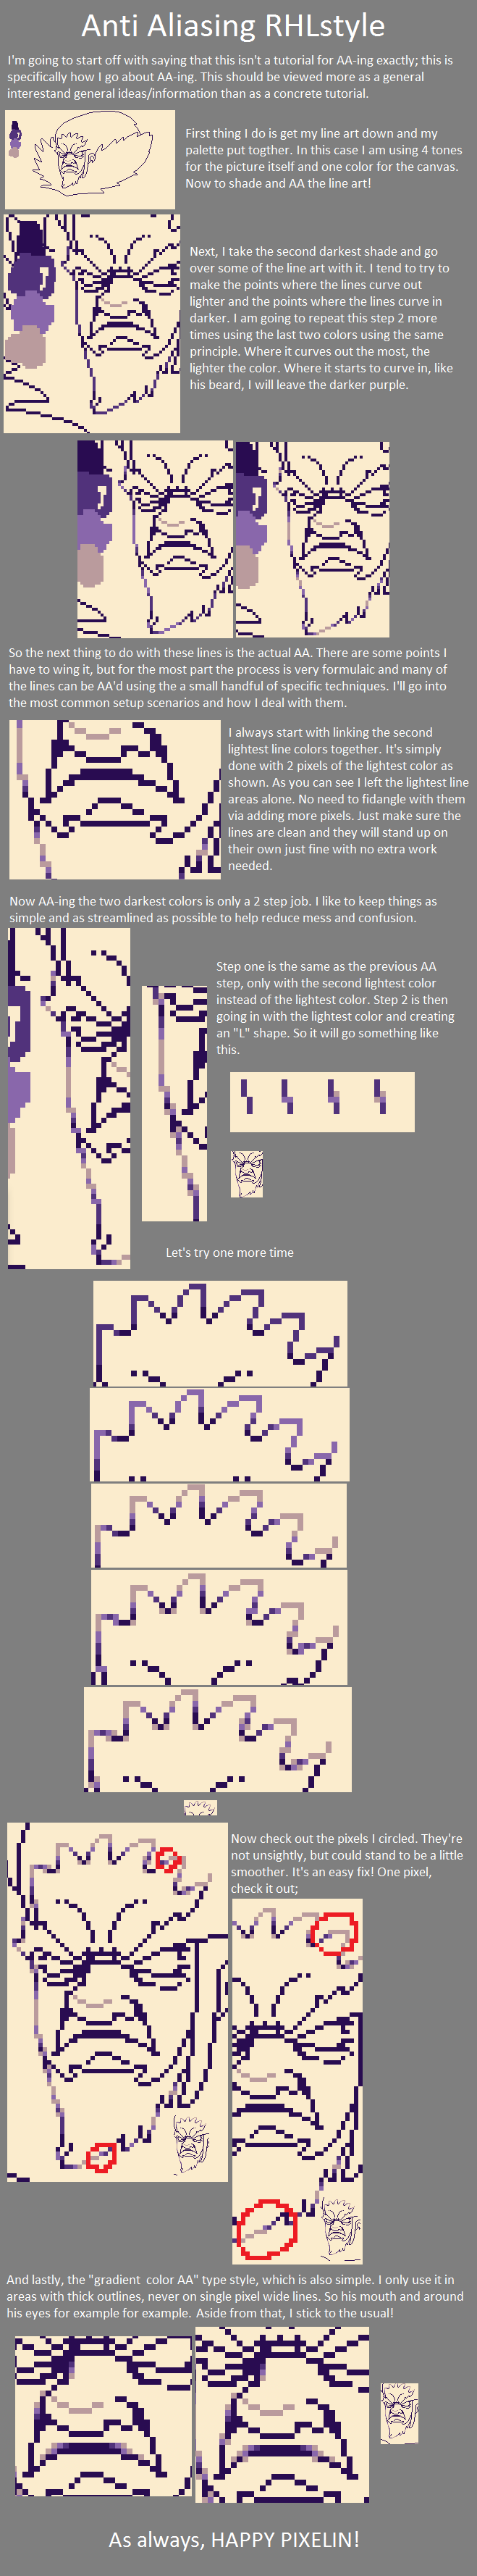 Anti Aliasing RHLstyle
I'm going to start off with saying that this isn't a tutorial for AA-ing exactly; this is
specifically how I go about AA-ing. This should be viewed more as a general
interestand general ideas/information than as a concrete tutorial.
First thing I do is get my line art down and my
palette put togther. In this case I am using 4 tones
for the picture itself and one color for the canvas.
Now to shade and AA the line art!
Next, I take the second darkest shade and go
over some of the line art with it. I tend to try to
make the points where the lines curve out
lighter and the points where the lines curve in
darker. I am going to repeat this step 2 more
times using the last two colors using the same
principle. Where it curves out the most, the
lighter the color. Where it starts to curve in, like
his beard, I will leave the darker purple.
So the next thing to do with these lines is the actual AA. There are some points I
have to wing it, but for the most part the process is very formulaic and many of
the lines can be AA'd using the a small handful of specific techniques. I'll go into
the most common setup scenarios and how I deal with them.
I always start with linking the second
lightest line colors together. It's simply
done with 2 pixels of the lightest color as
shown. As you can see I left the lightest line
areas alone. No need to fidangle with them
via adding more pixels. Just make sure the
lines are clean and they will stand up on
their own just fine with no extra work
needed.
Now AA-ing the two darkest colors is only a 2 step job. I like to keep things as
simple and as streamlined as possible to help reduce mess and confusion.
Step one is the same as the previous AA
step, only with the second lightest color
instead of the lightest color. Step 2 is then
going in with the lightest color and creating
an "L" shape. So it will go something like
this.
Let's try one more time
Now check out the pixels I circled. They're
not unsightly, but could stand to be a little
smoother. It's an easy fix! One pixel,
check it out;
And lastly, the "gradient color AA" type style, which is also simple. I only use it in
areas with thick outlines, never on single pixel wide lines. So his mouth and around
his eyes for example for example. Aside from that, I stick to the usual!
As always, HAPPY PIXELIN!